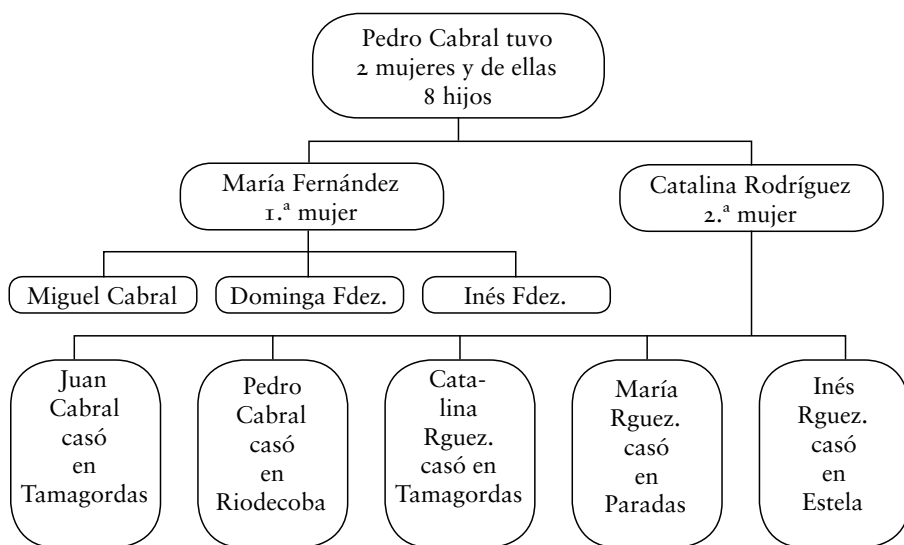 Pedro Cabral tuvo
2 mujeres y de ellas
8 hijos
María Fernández
1.ª mujer
Catalina Rodríguez
2.ª mujer
Miguel Cabral
Dominga Fdez.
Inés Fdez.
Juan
Cabral
casó
en
Tamagordas
Pedro
Cabral
casó
en
Riodecoba
Cata-
lina
Rguez.
casó en
Tamagordas
María
Rguez.
casó
en
Paradas
Inés
Rguez.
casó
en
Estela